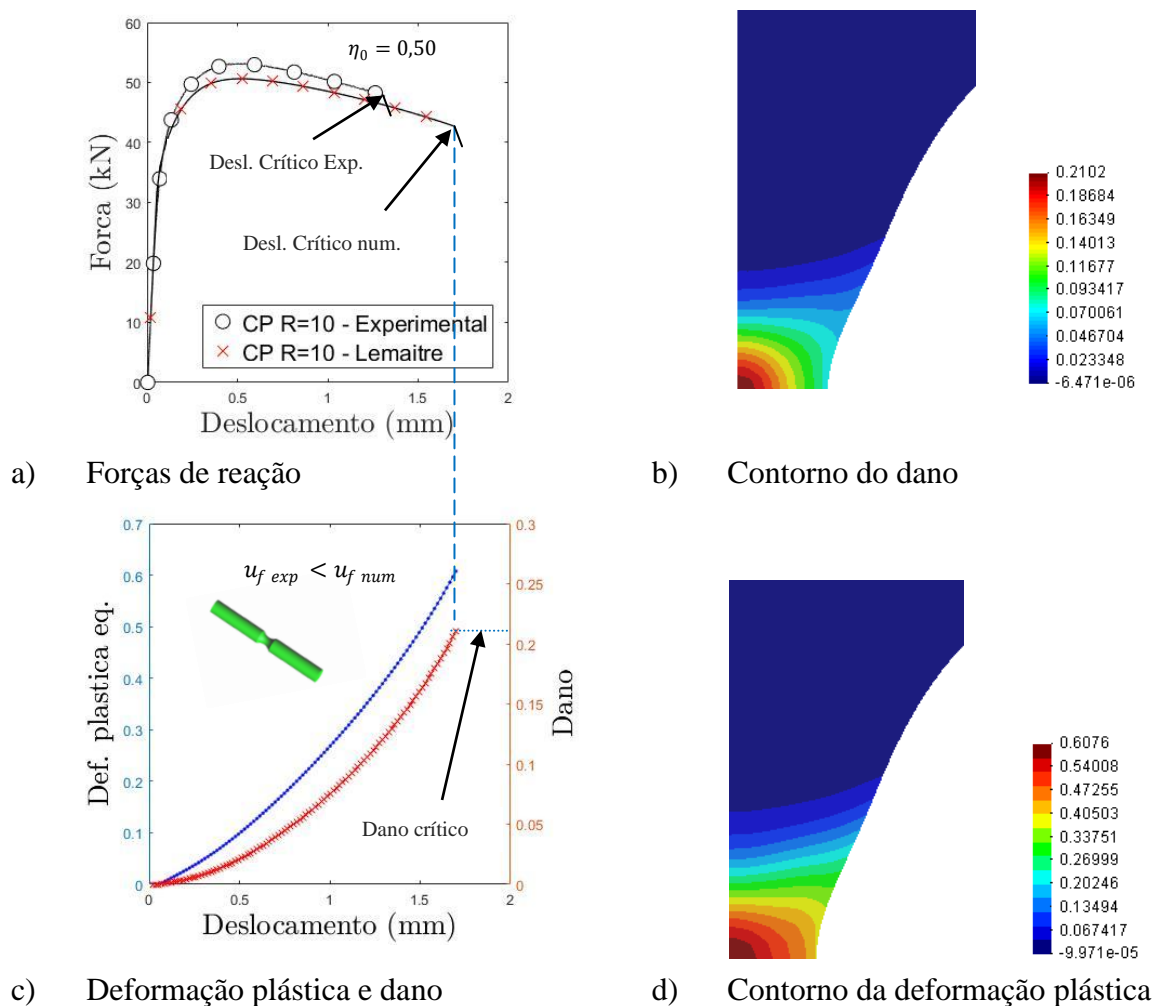 60
50
40
30
20
10
0
Forca (kN)
η₀ = 0,50
Desl. Crítico Exp.
Desl. Crítico num.
CP R=10 - Experimental
CP R=10 - Lemaitre
0 0.5 1 1.5 2
Deslocamento (mm)
a) Forças de reação
0.2102
0.18684
0.16349
0.14013
0.11677
0.093417
0.070061
0.046704
0.023348
-6.471e-06
b) Contorno do dano
0.7
0.6
0.5
0.4
0.3
0.2
0.1
0
Def. plastica eq.
u_f exp < u_f num
Dano crítico
0.3
0.25
0.2
0.15
0.1
0.05
0
Dano
0 0.5 1 1.5 2
Deslocamento (mm)
c) Deformação plástica e dano
0.6076
0.54008
0.47255
0.40503
0.33751
0.26999
0.20246
0.13494
0.067417
-9.971e-05
d) Contorno da deformação plástica